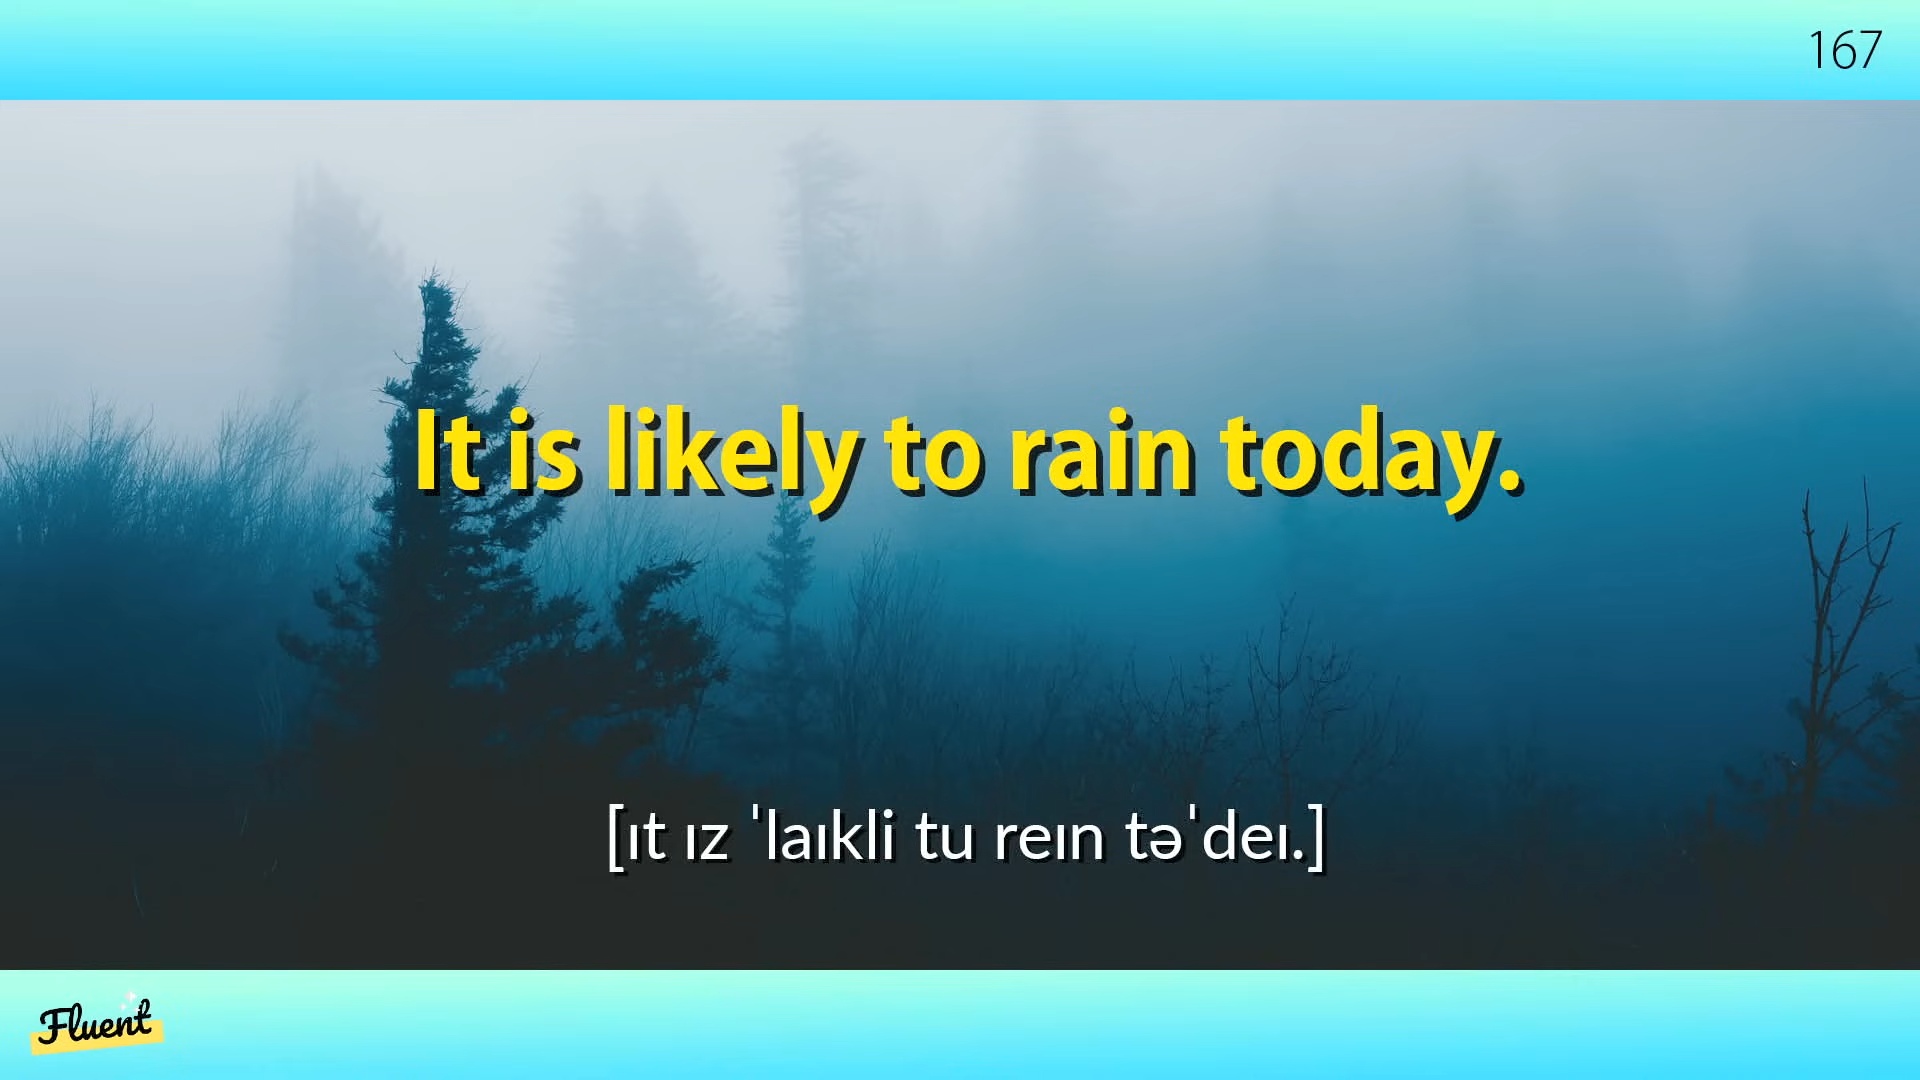 167
It is likely to rain today.
[ɪt ɪz ˈlaɪkli tu reɪn təˈdeɪ.]
Fluent